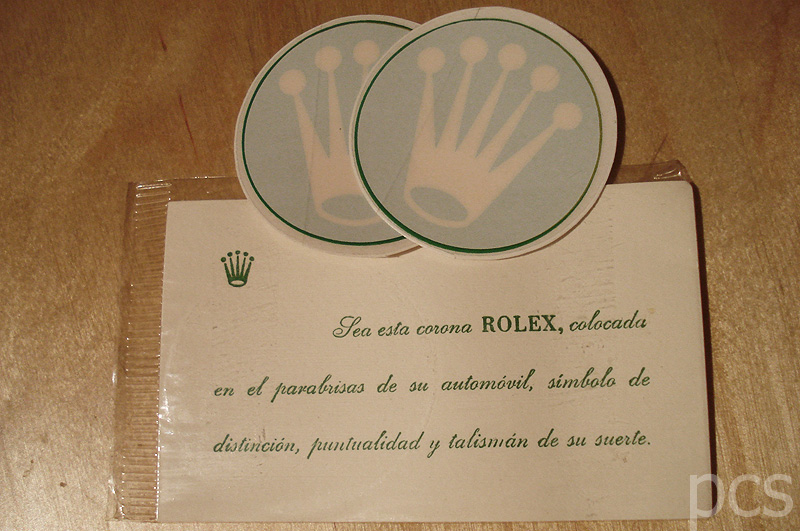 Sea esta corona ROLEX, colocada
en el parabrisas de su automóvil, símbolo de
distinción, puntualidad y talismán de su suerte.
pcs